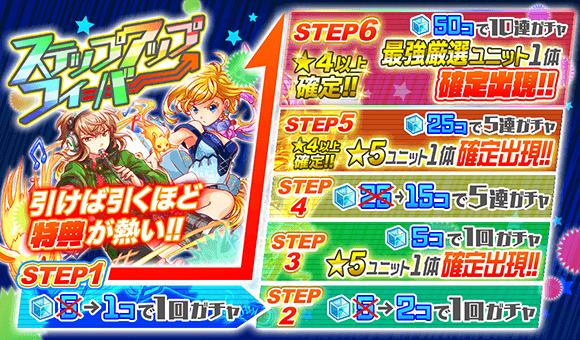 ステップアップ
フィーバー
引けば引くほど
特典が熱い!!
STEP1
5→1コで1回ガチャ
STEP
2
5→2コで1回ガチャ
STEP
3
5コで1回ガチャ
★5ユニット1体確定出現!!
STEP
4
25→15コで5連ガチャ
STEP5
25コで5連ガチャ
★4以上
確定!!
★5ユニット1体確定出現!!
STEP6
50コで10連ガチャ
★4以上
確定!!
最強厳選ユニット1体
確定出現!!